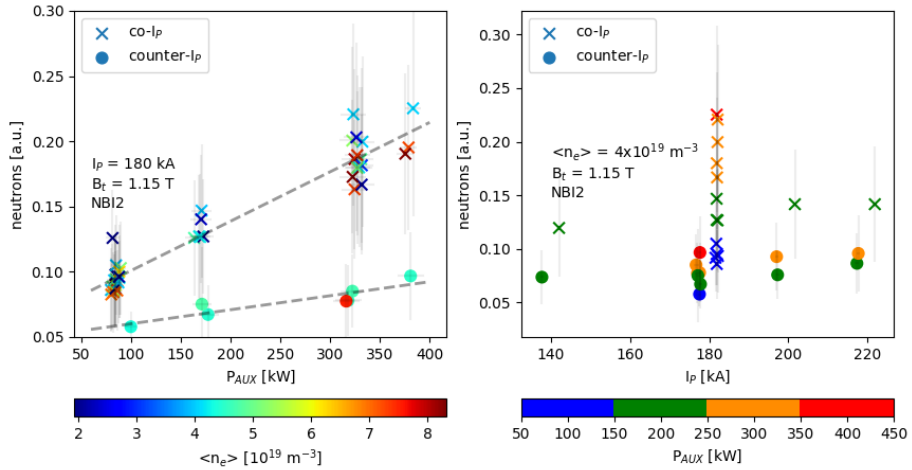 co-I_P
counter-I_P
I_P = 180 kA
B_t = 1.15 T
NBI2
neutrons [a.u.]
0.30
0.25
0.20
0.15
0.10
0.05
50 100 150 200 250 300 350 400
P_AUX [kW]
2 3 4 5 6 7 8
<n_e> [10^19 m^−3]
co-I_P
counter-I_P
<n_e> = 4x10^19 m^−3
B_t = 1.15 T
NBI2
neutrons [a.u.]
0.30
0.25
0.20
0.15
0.10
0.05
140 160 180 200 220
I_P [kA]
50 100 150 200 250 300 350 400 450
P_AUX [kW]